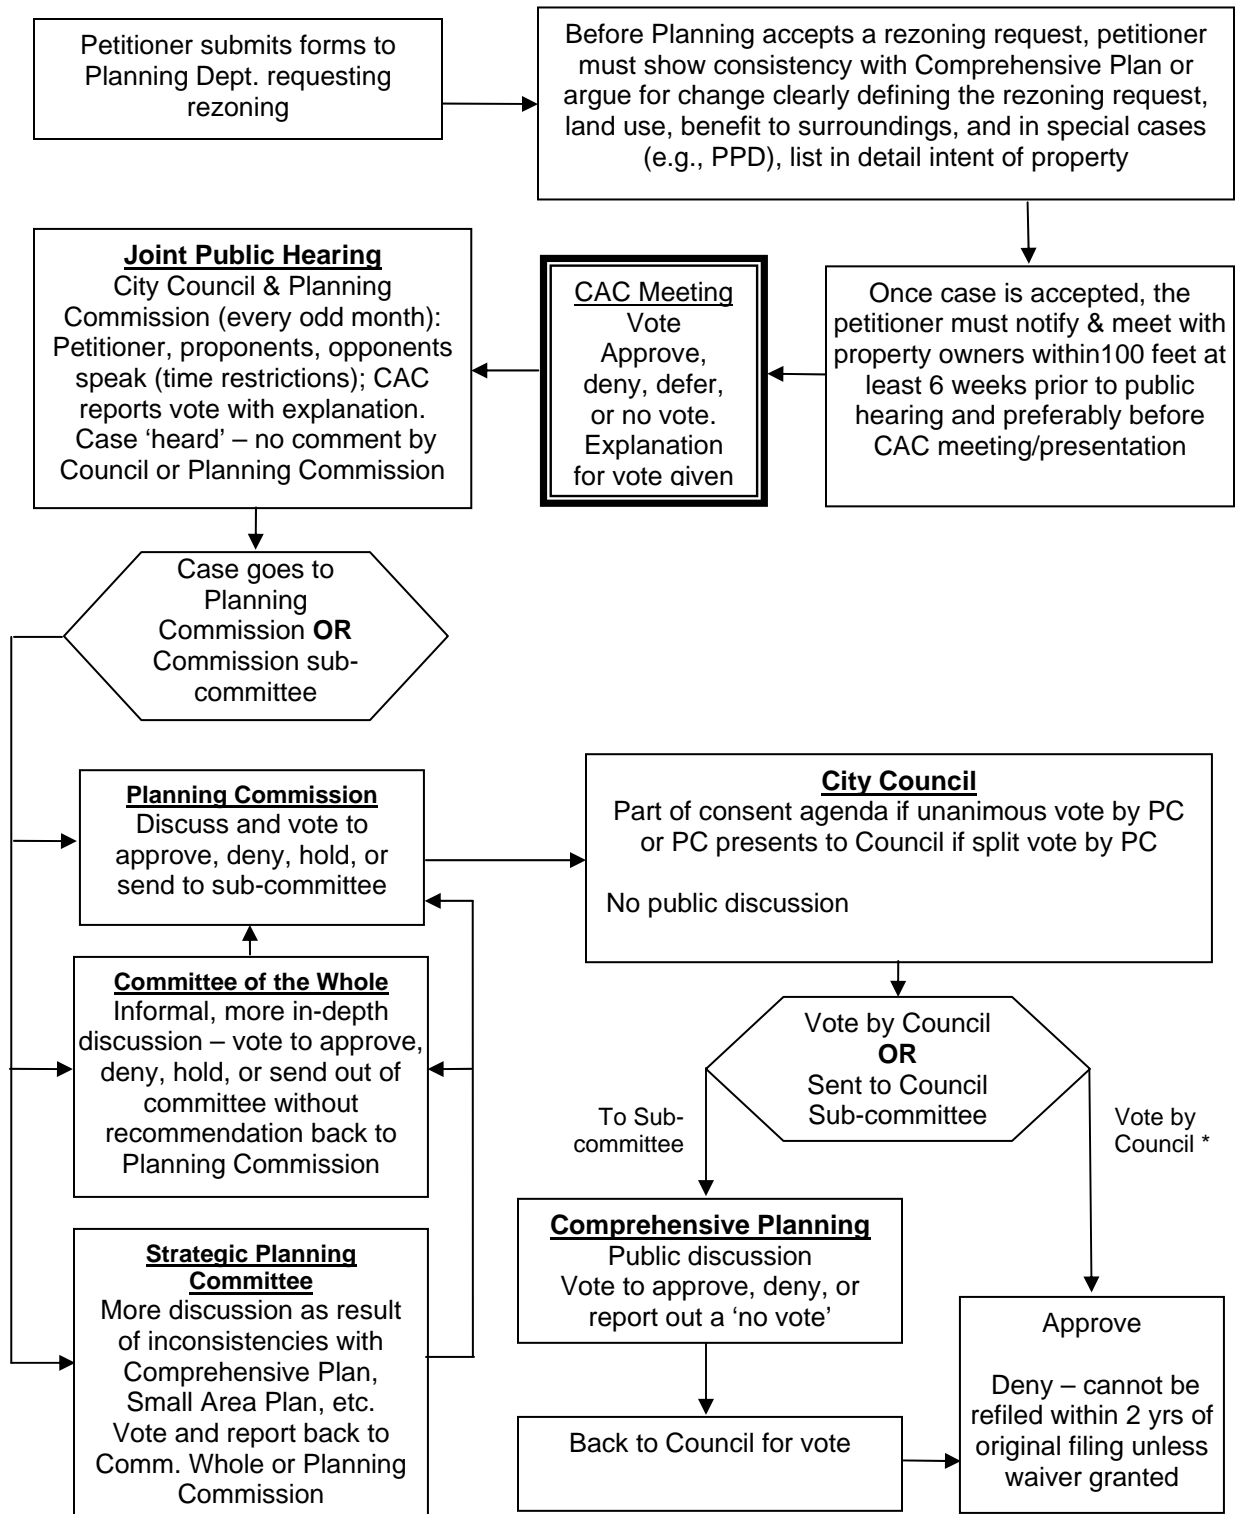 Petitioner submits forms to
Planning Dept. requesting
rezoning
Before Planning accepts a rezoning request, petitioner
must show consistency with Comprehensive Plan or
argue for change clearly defining the rezoning request,
land use, benefit to surroundings, and in special cases
(e.g., PPD), list in detail intent of property
Once case is accepted, the
petitioner must notify & meet with
property owners within100 feet at
least 6 weeks prior to public
hearing and preferably before
CAC meeting/presentation
CAC Meeting
Vote
Approve,
deny, defer,
or no vote.
Explanation
for vote given
Joint Public Hearing
City Council & Planning
Commission (every odd month):
Petitioner, proponents, opponents
speak (time restrictions); CAC
reports vote with explanation.
Case ‘heard’ – no comment by
Council or Planning Commission
Case goes to
Planning
Commission OR
Commission sub-
committee
Planning Commission
Discuss and vote to
approve, deny, hold, or
send to sub-committee
Committee of the Whole
Informal, more in-depth
discussion – vote to approve,
deny, hold, or send out of
committee without
recommendation back to
Planning Commission
Strategic Planning
Committee
More discussion as result
of inconsistencies with
Comprehensive Plan,
Small Area Plan, etc.
Vote and report back to
Comm. Whole or Planning
Commission
City Council
Part of consent agenda if unanimous vote by PC
or PC presents to Council if split vote by PC
No public discussion
Vote by Council
OR
Sent to Council
Sub-committee
To Sub-
committee
Vote by
Council *
Comprehensive Planning
Public discussion
Vote to approve, deny, or
report out a ‘no vote’
Back to Council for vote
Approve
Deny – cannot be
refiled within 2 yrs of
original filing unless
waiver granted